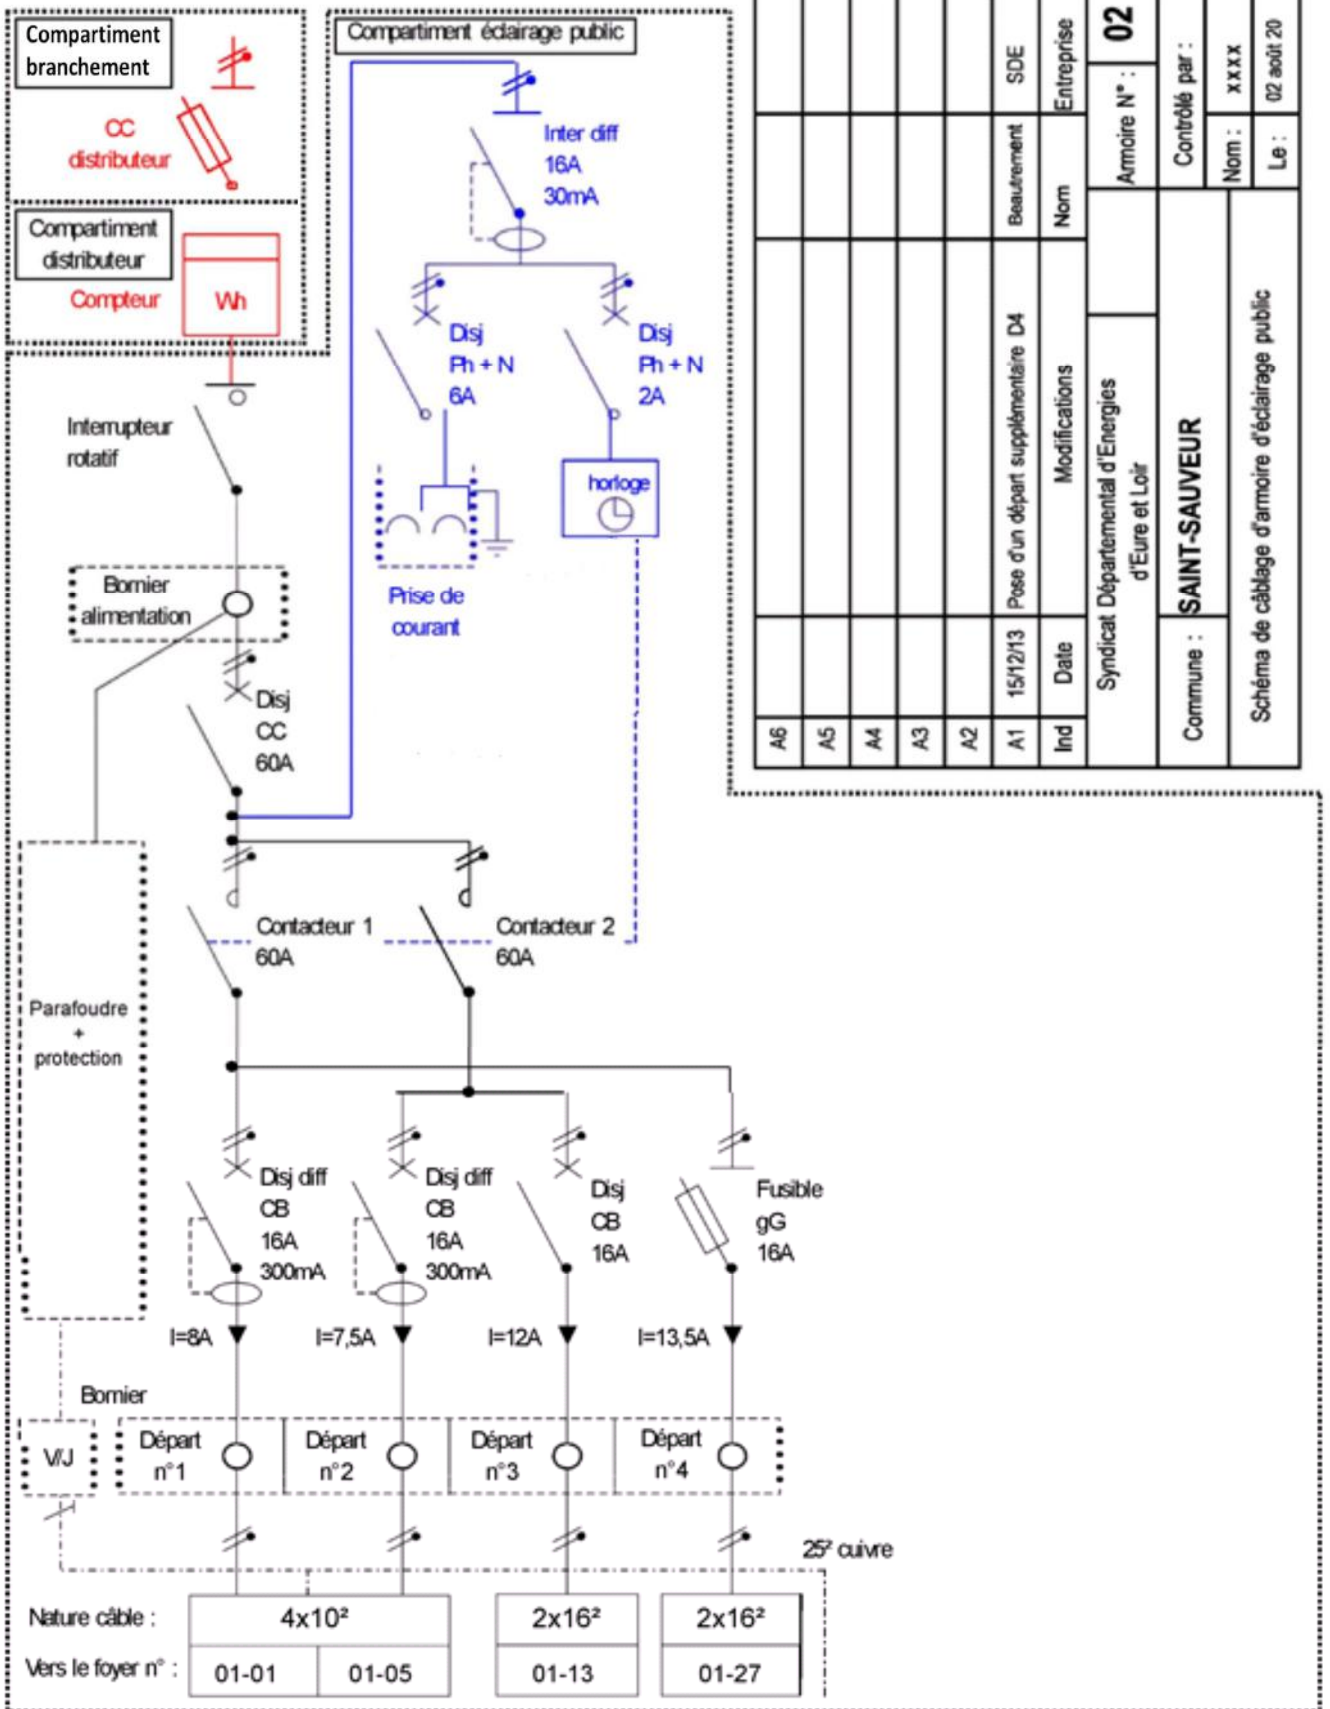 Compartiment
branchement
CC
distributeur
Compartiment
distributeur
Compteur
Wh
Interrupteur
rotatif
Bornier
alimentation
Disj
CC
60A
Compartiment éclairage public
Inter diff
16A
30mA
Disj
Ph + N
6A
Disj
Ph + N
2A
horloge
Prise de
courant
Contacteur 1
60A
Contacteur 2
60A
Parafoudre
+
protection
Disj diff
CB
16A
300mA
Disj diff
CB
16A
300mA
Disj
CB
16A
Fusible
gG
16A
I=8A
I=7,5A
I=12A
I=13,5A
Bornier
V/J
Départ
n°1
Départ
n°2
Départ
n°3
Départ
n°4
25² cuivre
Nature câble :
4x10²
2x16²
2x16²
Vers le foyer n° :
01-01
01-05
01-13
01-27
A6
A5
A4
A3
A2
A1 15/12/13 Pose d'un départ supplémentaire D4 Beautrement SDE
Ind Date Modifications Nom Entreprise
Syndicat Départemental d'Energies
d'Eure et Loir
Armoire N° : 02
Commune : SAINT-SAUVEUR
Contrôlé par :
Nom : xxxx
Schéma de câblage d'armoire d'éclairage public
Le : 02 août 20